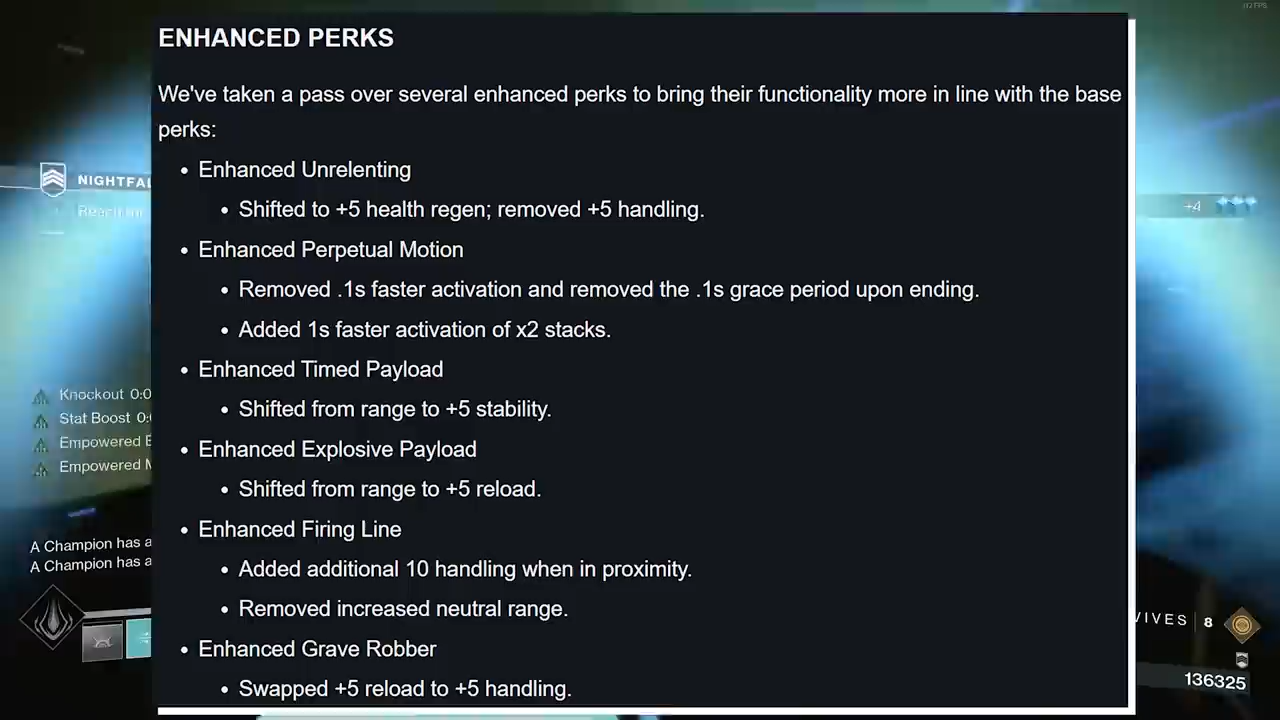 ENHANCED PERKS
We've taken a pass over several enhanced perks to bring their functionality more in line with the base
perks:
• Enhanced Unrelenting
• Shifted to +5 health regen; removed +5 handling.
• Enhanced Perpetual Motion
• Removed .1s faster activation and removed the .1s grace period upon ending.
• Added 1s faster activation of x2 stacks.
• Enhanced Timed Payload
• Shifted from range to +5 stability.
• Enhanced Explosive Payload
• Shifted from range to +5 reload.
• Enhanced Firing Line
• Added additional 10 handling when in proximity.
• Removed increased neutral range.
• Enhanced Grave Robber
• Swapped +5 reload to +5 handling.
NIGHTFAL
+4
Knockout 0:0
Stat Boost 0:
Empowered
Empowered
A Champion has a
A Champion has a
VIVES | 8
136325